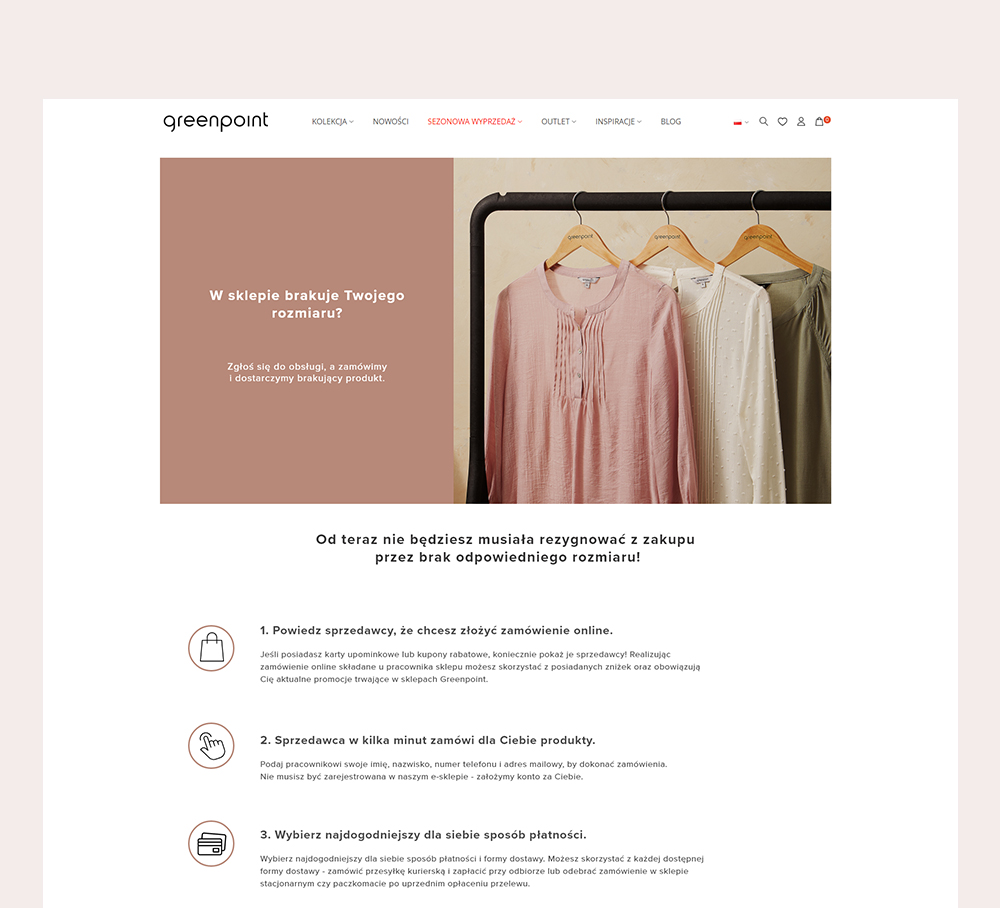 greenpoint
KOLEKCJA
NOWOŚCI
SEZONOWA WYPRZEDAŻ
OUTLET
INSPIRACJE
BLOG
0
W sklepie brakuje Twojego
rozmiaru?
Zgłoś się do obsługi, a zamówimy
i dostarczymy brakujący produkt.
greenpoint
greenpoint
greenpoint
Od teraz nie będziesz musiała rezygnować z zakupu
przez brak odpowiedniego rozmiaru!
1. Powiedz sprzedawcy, że chcesz złożyć zamówienie online.
Jeśli posiadasz karty upominkowe lub kupony rabatowe, koniecznie pokaż je sprzedawcy! Realizując
zamówienie online składane u pracownika sklepu możesz skorzystać z posiadanych zniżek oraz obowiązują
Cię aktualne promocje trwające w sklepach Greenpoint.
2. Sprzedawca w kilka minut zamówi dla Ciebie produkty.
Podaj pracownikowi swoje imię, nazwisko, numer telefonu i adres mailowy, by dokonać zamówienia.
Nie musisz być zarejestrowana w naszym e-sklepie - założymy konto za Ciebie.
3. Wybierz najdogodniejszy dla siebie sposób płatności.
Wybierz najdogodniejszy dla siebie sposób płatności i formy dostawy. Możesz skorzystać z każdej dostępnej
formy dostawy - zamówić przesyłkę kurierską i zapłacić przy odbiorze lub odebrać zamówienie w sklepie
stacjonarnym czy paczkomacie po uprzednim opłaceniu przelewu.